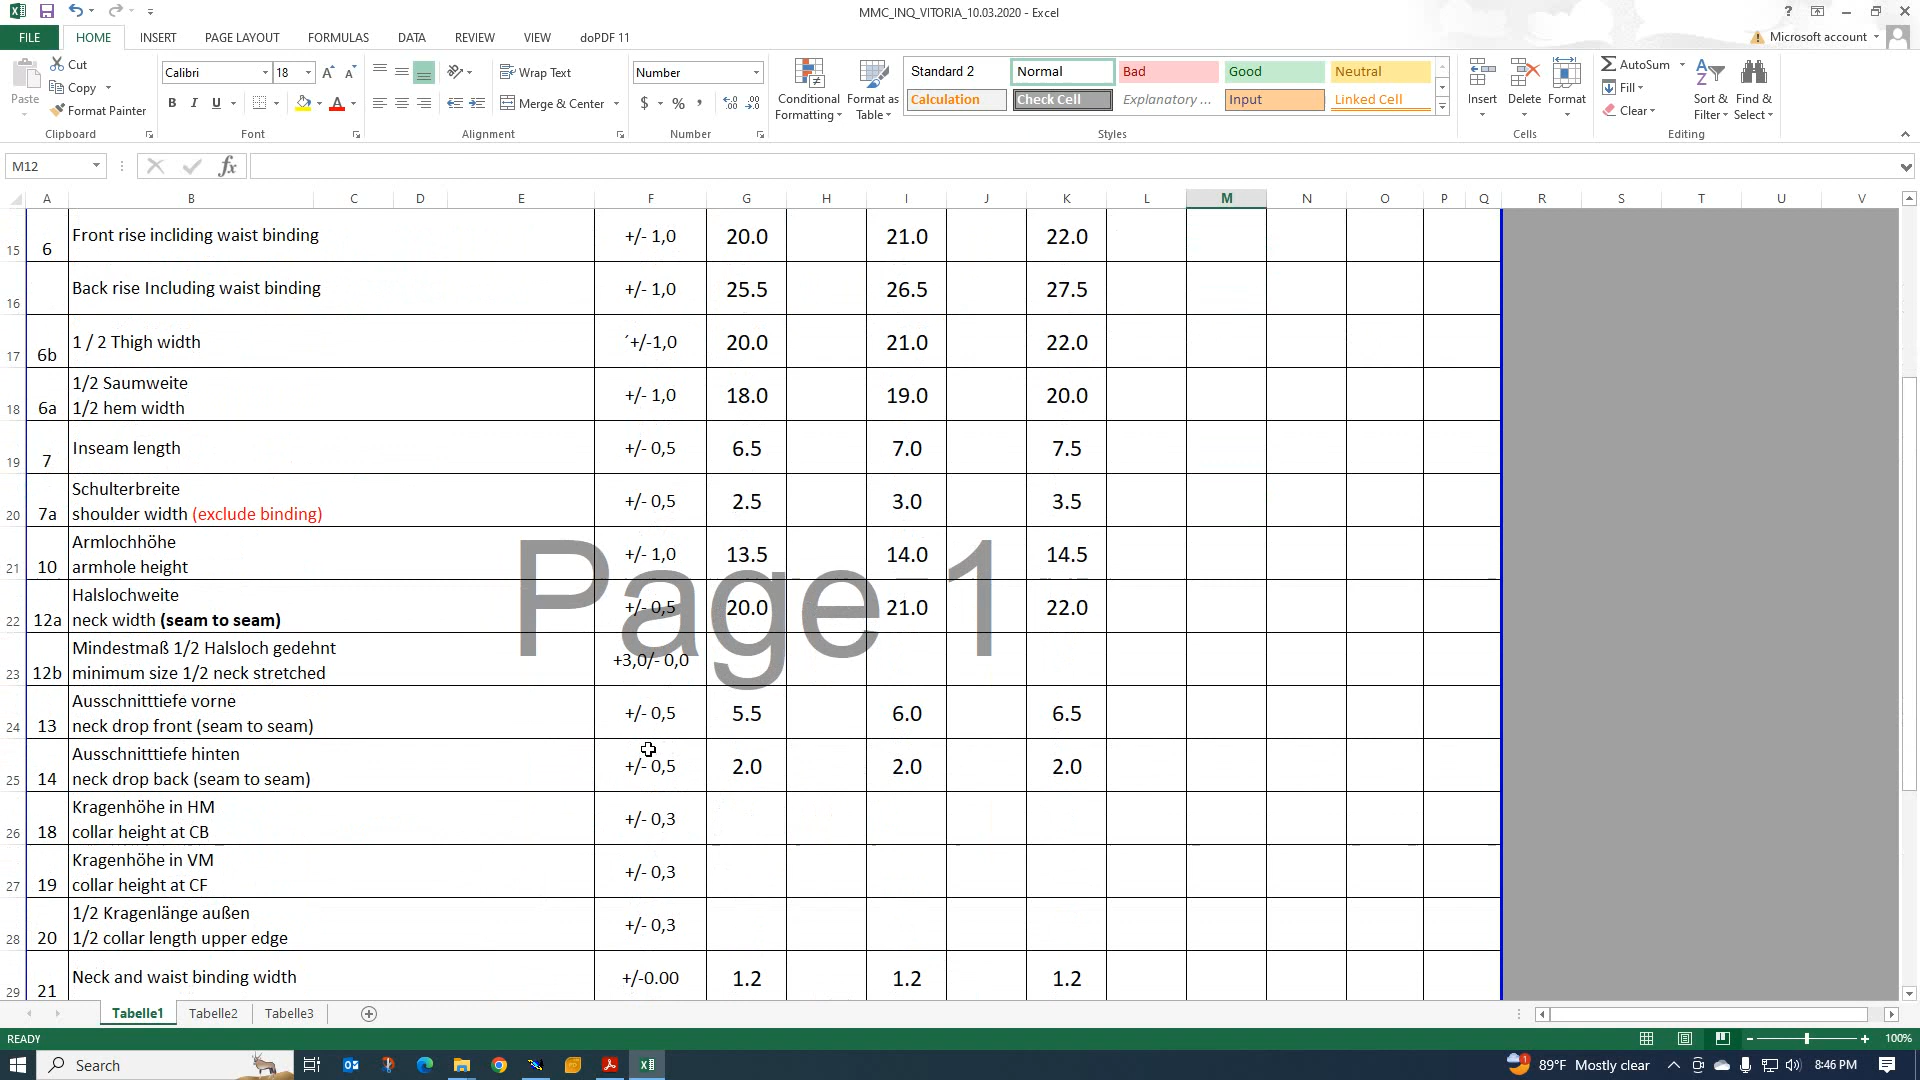 MMC_INQ_VITORIA_10.03.2020 - Excel
FILE HOME INSERT PAGE LAYOUT FORMULAS DATA REVIEW VIEW doPDF 11 Microsoft account
Paste Cut Copy Format Painter Clipboard
Calibri 18 B I U A Font
Wrap Text Merge & Center Alignment
Number $ % Number
Conditional Formatting Format as Table
Standard 2 Normal Bad Good Neutral
Calculation Check Cell Explanatory ... Input Linked Cell
Styles
Insert Delete Format Cells
AutoSum Fill Clear Sort & Filter Find & Select Editing
M12 fx
A B C D E F G H I J K L M N O P Q R S T U V
15 6 Front rise incliding waist binding +/- 1,0 20.0 21.0 22.0
16 Back rise Including waist binding +/- 1,0 25.5 26.5 27.5
17 6b 1 / 2 Thigh width ´+/-1,0 20.0 21.0 22.0
18 6a 1/2 Saumweite
1/2 hem width +/- 1,0 18.0 19.0 20.0
19 7 Inseam length +/- 0,5 6.5 7.0 7.5
20 7a Schulterbreite
shoulder width (exclude binding) +/- 0,5 2.5 3.0 3.5
21 10 Armlochhöhe
armhole height +/- 1,0 13.5 14.0 14.5
22 12a Halslochweite
neck width (seam to seam) +/- 0,5 20.0 21.0 22.0
Page 1
23 12b Mindestmaß 1/2 Halsloch gedehnt
minimum size 1/2 neck stretched +3,0/- 0,0
24 13 Ausschnitttiefe vorne
neck drop front (seam to seam) +/- 0,5 5.5 6.0 6.5
25 14 Ausschnitttiefe hinten
neck drop back (seam to seam) +/- 0,5 2.0 2.0 2.0
26 18 Kragenhöhe in HM
collar height at CB +/- 0,3
27 19 Kragenhöhe in VM
collar height at CF +/- 0,3
28 20 1/2 Kragenlänge außen
1/2 collar length upper edge +/- 0,3
29 21 Neck and waist binding width +/-0.00 1.2 1.2 1.2
Tabelle1 Tabelle2 Tabelle3
READY 100%
Search 89°F Mostly clear 8:46 PM